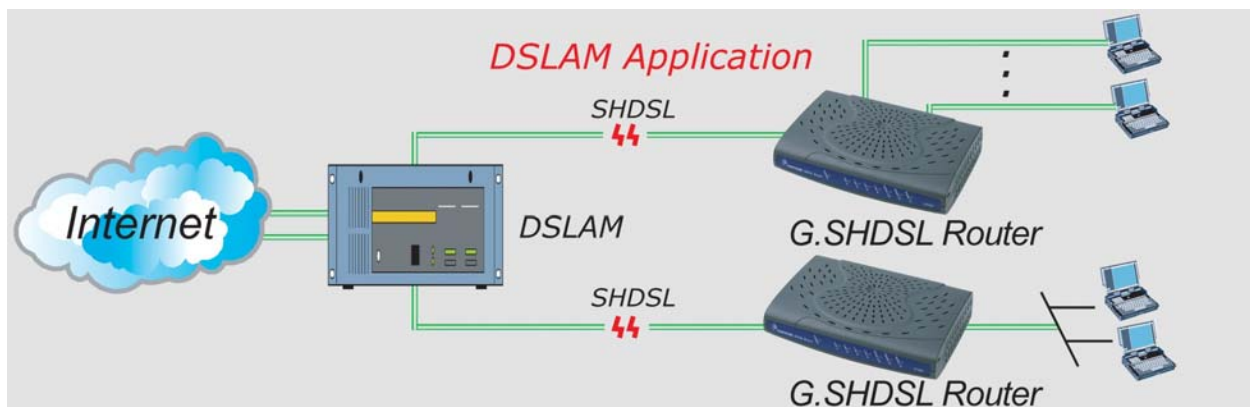 DSLAM Application
SHDSL
Internet
DSLAM
G.SHDSL Router
SHDSL
G.SHDSL Router